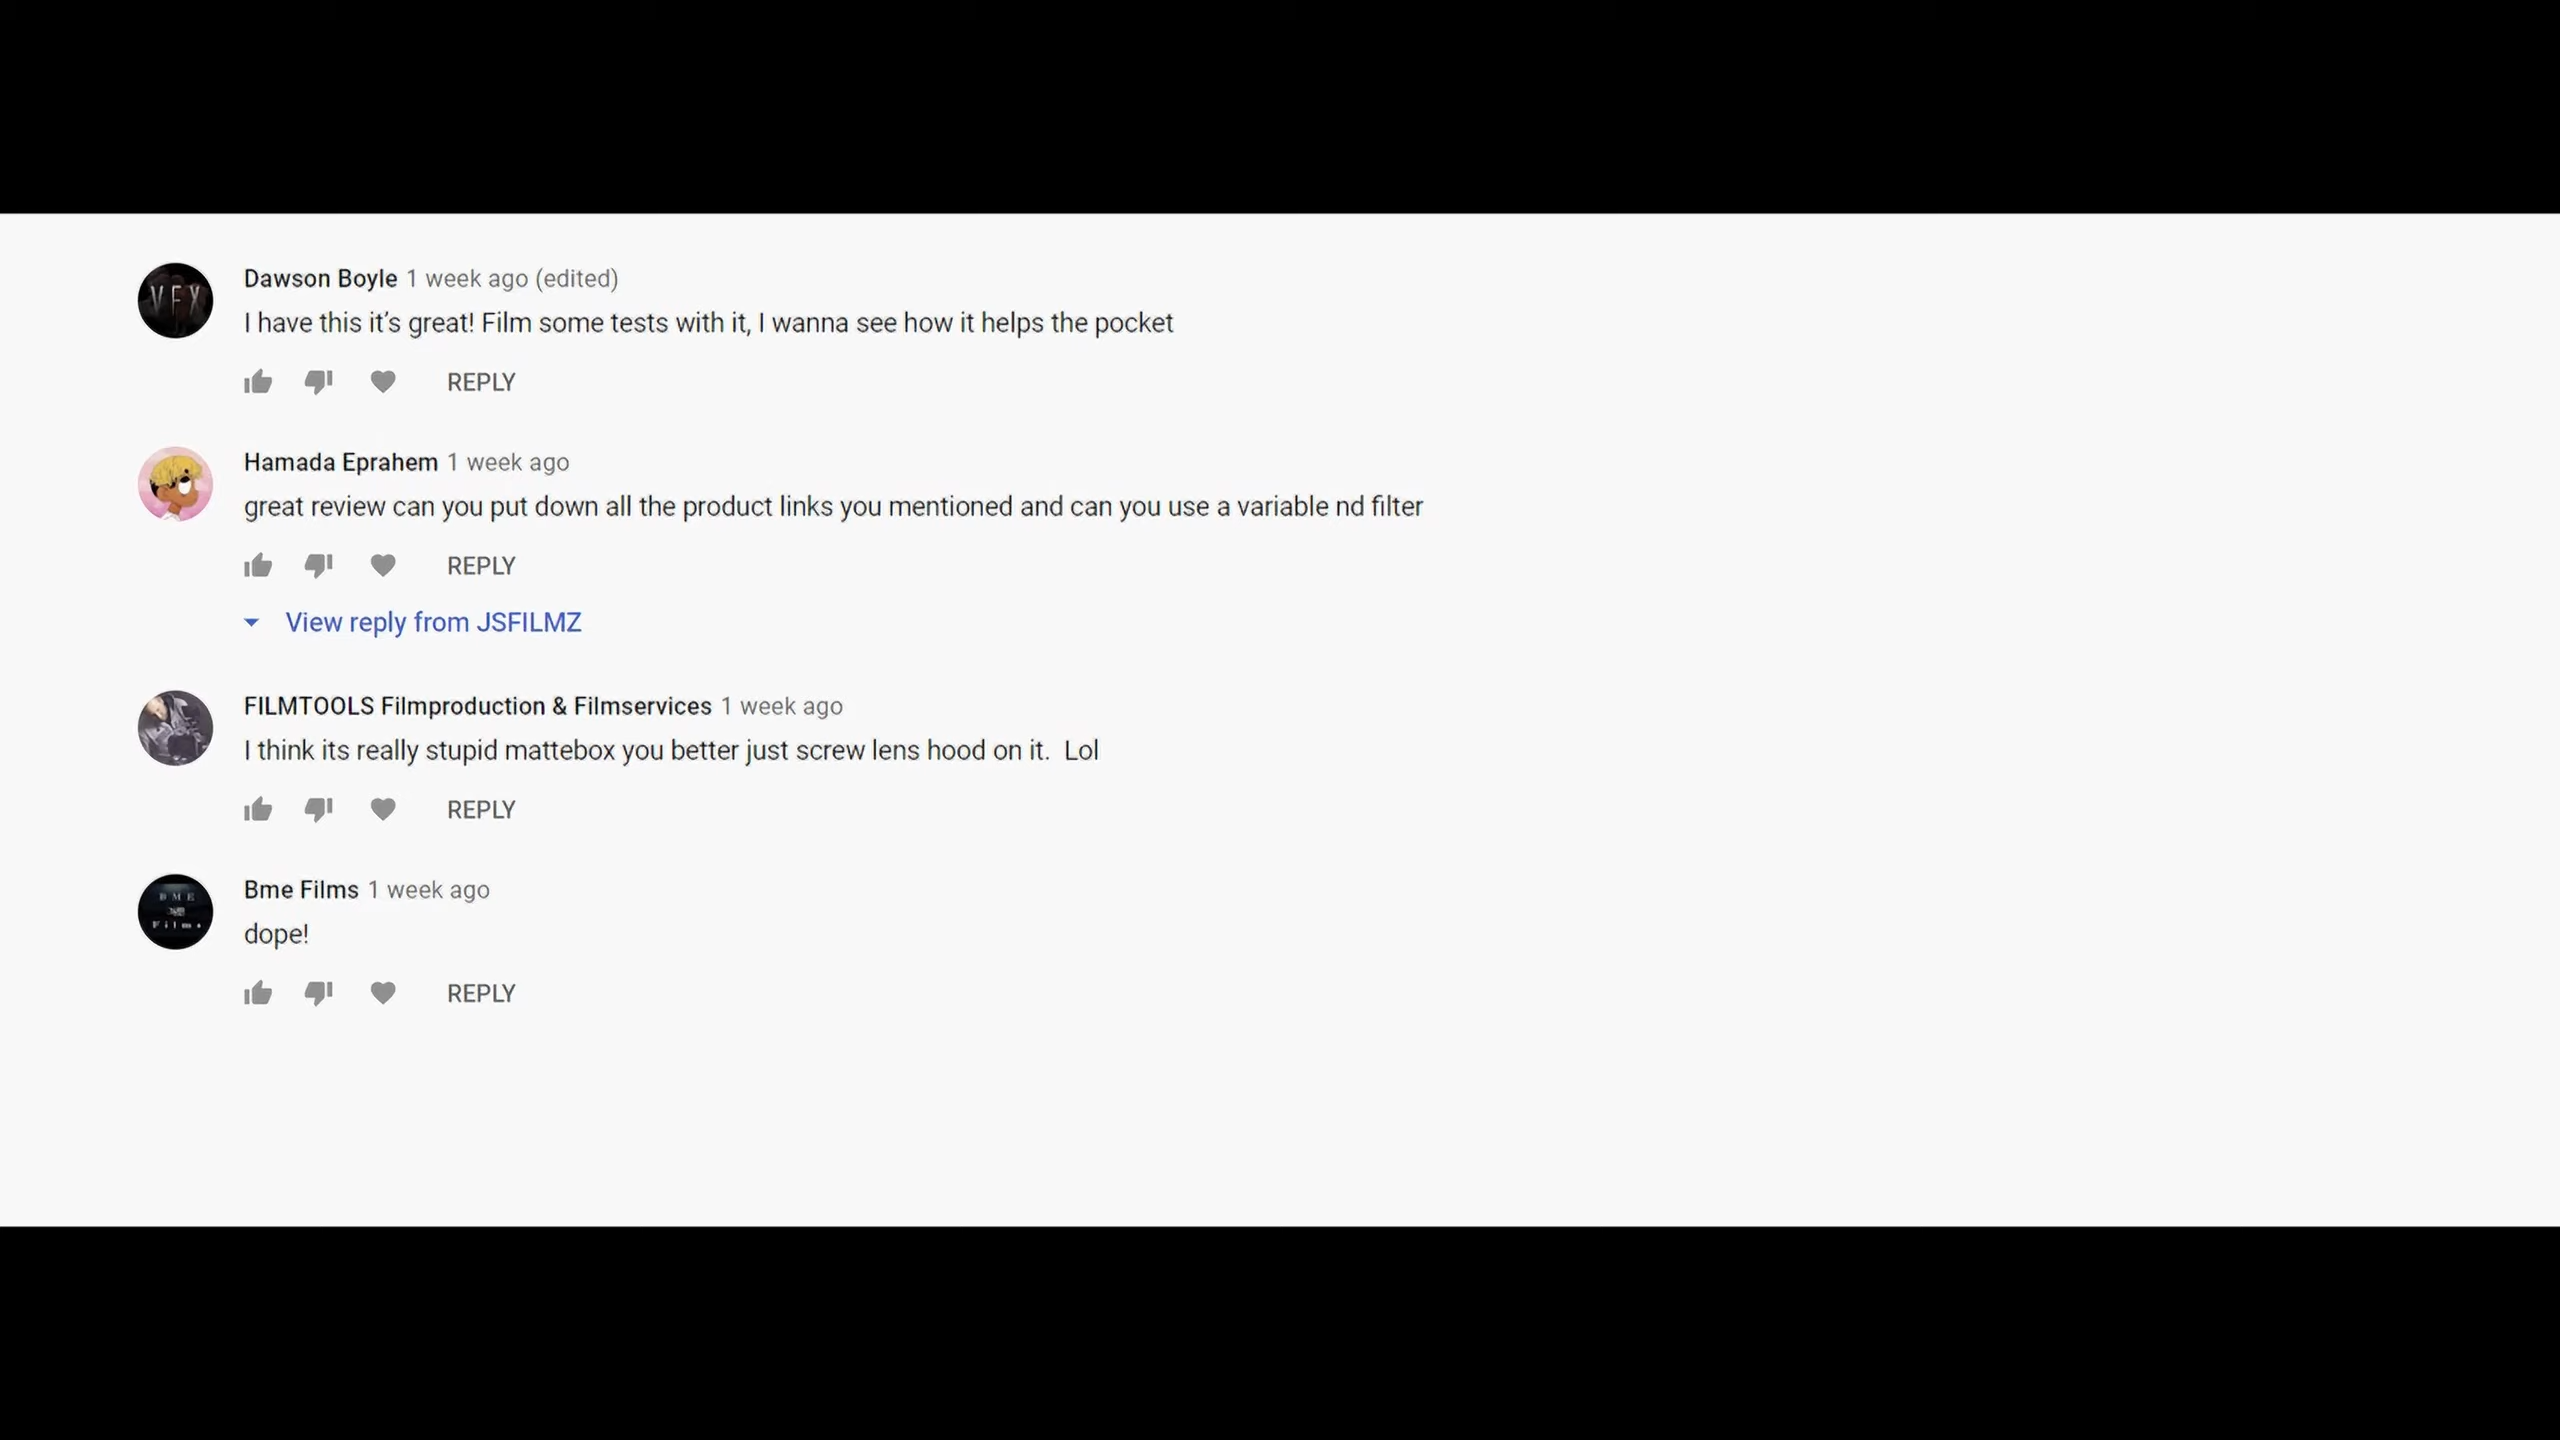 VFX
Dawson Boyle 1 week ago (edited)
I have this it’s great! Film some tests with it, I wanna see how it helps the pocket
REPLY
Hamada Eprahem 1 week ago
great review can you put down all the product links you mentioned and can you use a variable nd filter
REPLY
View reply from JSFILMZ
FILMTOOLS Filmproduction & Filmservices 1 week ago
I think its really stupid mattebox you better just screw lens hood on it.  Lol
REPLY
BME
Films
Bme Films 1 week ago
dope!
REPLY